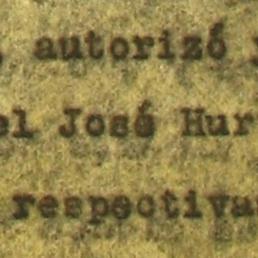 , autorizó y
el José Hur
respectiva